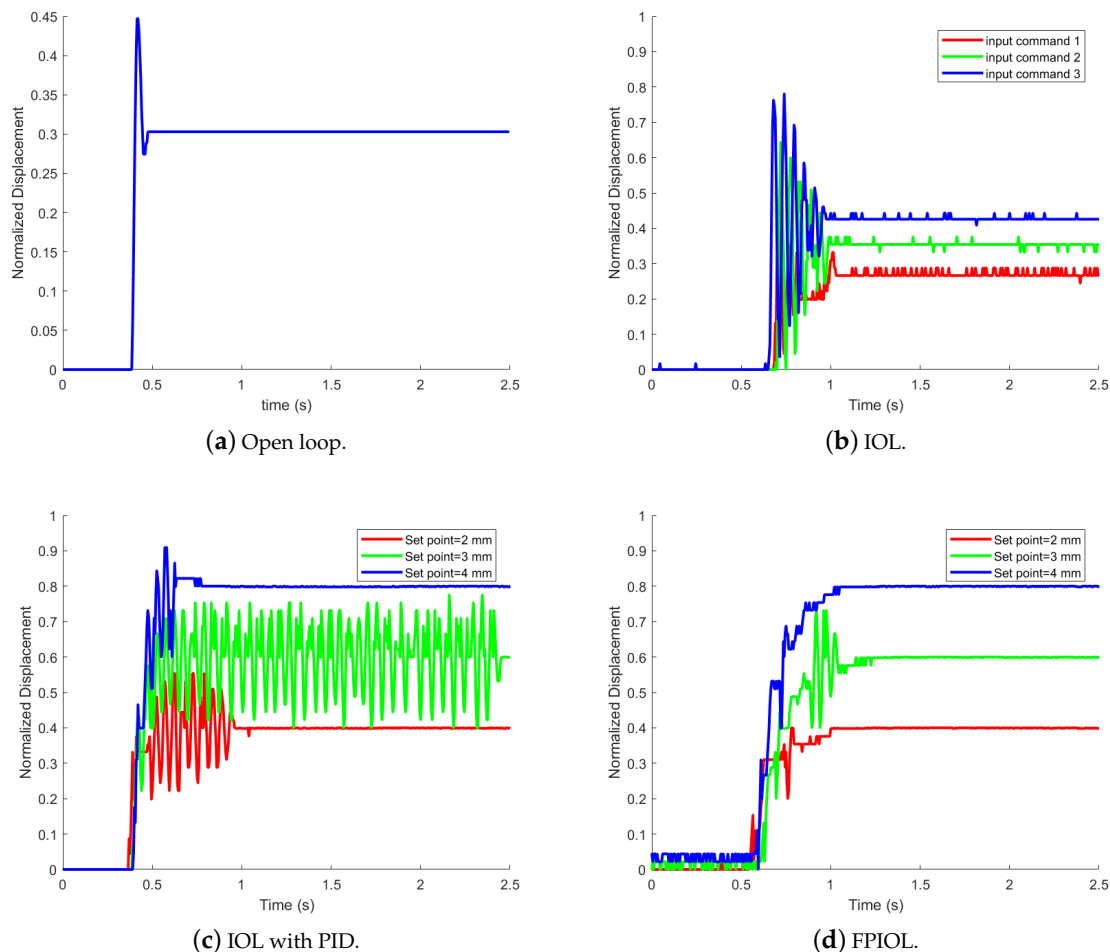 0.45
0.4
0.35
0.3
0.25
0.2
0.15
0.1
0.05
0
Normalized Displacement
0 0.5 1 1.5 2 2.5
time (s)
(a) Open loop.
1
0.9
0.8
0.7
0.6
0.5
0.4
0.3
0.2
0.1
0
Normalized Displacement
input command 1
input command 2
input command 3
0 0.5 1 1.5 2 2.5
Time (s)
(b) IOL.
1
0.9
0.8
0.7
0.6
0.5
0.4
0.3
0.2
0.1
0
Normalized Displacement
Set point=2 mm
Set point=3 mm
Set point=4 mm
0 0.5 1 1.5 2 2.5
Time (s)
(c) IOL with PID.
1
0.9
0.8
0.7
0.6
0.5
0.4
0.3
0.2
0.1
0
Normalized Displacement
Set point=2 mm
Set point=3 mm
Set point=4 mm
0 0.5 1 1.5 2 2.5
Time (s)
(d) FPIOL.